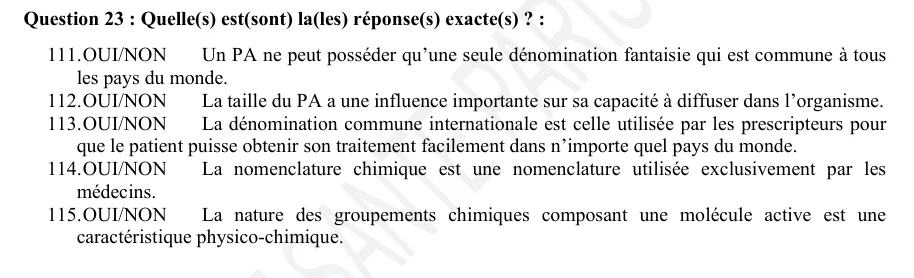 Question 23 : Quelle(s) est(sont) la(les) réponse(s) exacte(s) ? :
111.OUI/NON Un PA ne peut posséder qu’une seule dénomination fantaisie qui est commune à tous
les pays du monde.
112.OUI/NON La taille du PA a une influence importante sur sa capacité à diffuser dans l’organisme.
113.OUI/NON La dénomination commune internationale est celle utilisée par les prescripteurs pour
que le patient puisse obtenir son traitement facilement dans n’importe quel pays du monde.
114.OUI/NON La nomenclature chimique est une nomenclature utilisée exclusivement par les
médecins.
115.OUI/NON La nature des groupements chimiques composant une molécule active est une
caractéristique physico-chimique.
SANTE PARIS